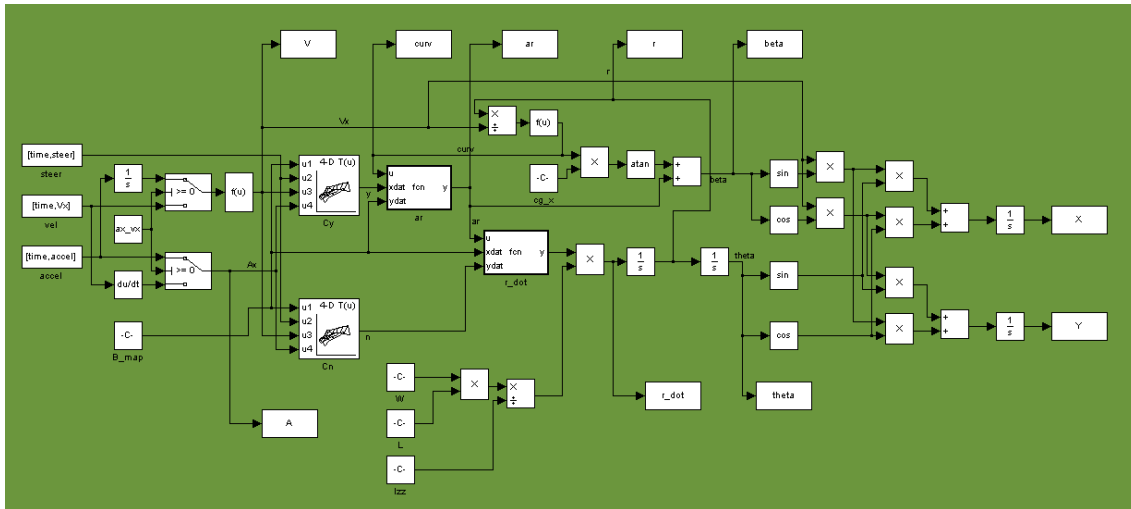 V
curv
ar
r
beta
r
Vx
×
÷
f(u)
curv
[time,steer]
steer
1
s
>= 0
f(u)
[time,Vx]
vel
ax_vx
[time,accel]
accel
>= 0
du/dt
Ax
-C-
B_map
4-D T(u)
u1
u2
u3
u4
Cy
y
u
xdat fcn y
ydat
ar
ar
-C-
cg_x
×
atan
+
+
beta
u
xdat fcn y
ydat
r_dot
×
1
s
1
s
theta
4-D T(u)
u1
u2
u3
u4
Cn
n
sin
cos
sin
cos
×
×
×
×
×
×
+
+
1
s
X
+
+
1
s
Y
-C-
W
×
×
÷
-C-
L
-C-
Izz
r_dot
theta
A